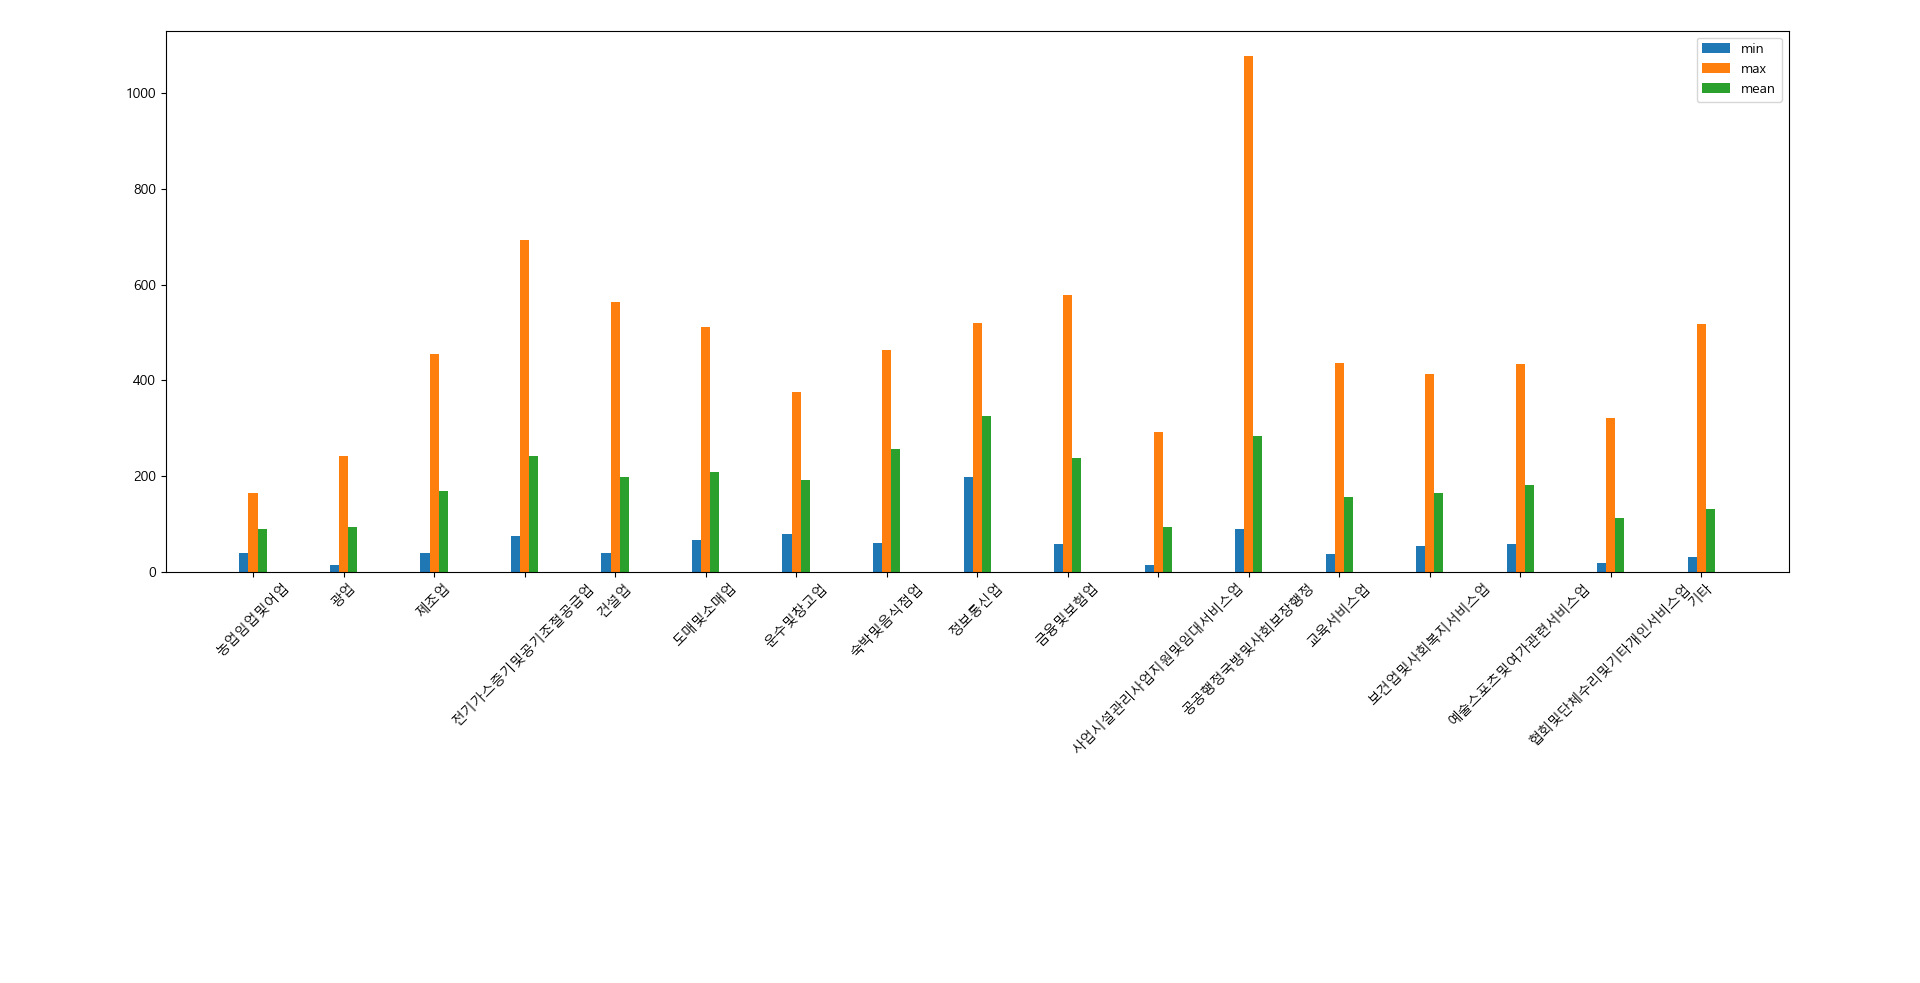 min
max
mean
1000
800
600
400
200
0
농업임업및어업
광업
제조업
전기가스증기및공기조절공급업
건설업
도매및소매업
운수및창고업
숙박및음식점업
정보통신업
금융및보험업
사업시설관리사업지원및임대서비스업
공공행정국방및사회보장행정
교육서비스업
보건업및사회복지서비스업
예술스포츠및여가관련서비스업
협회및단체수리및기타개인서비스업
기타